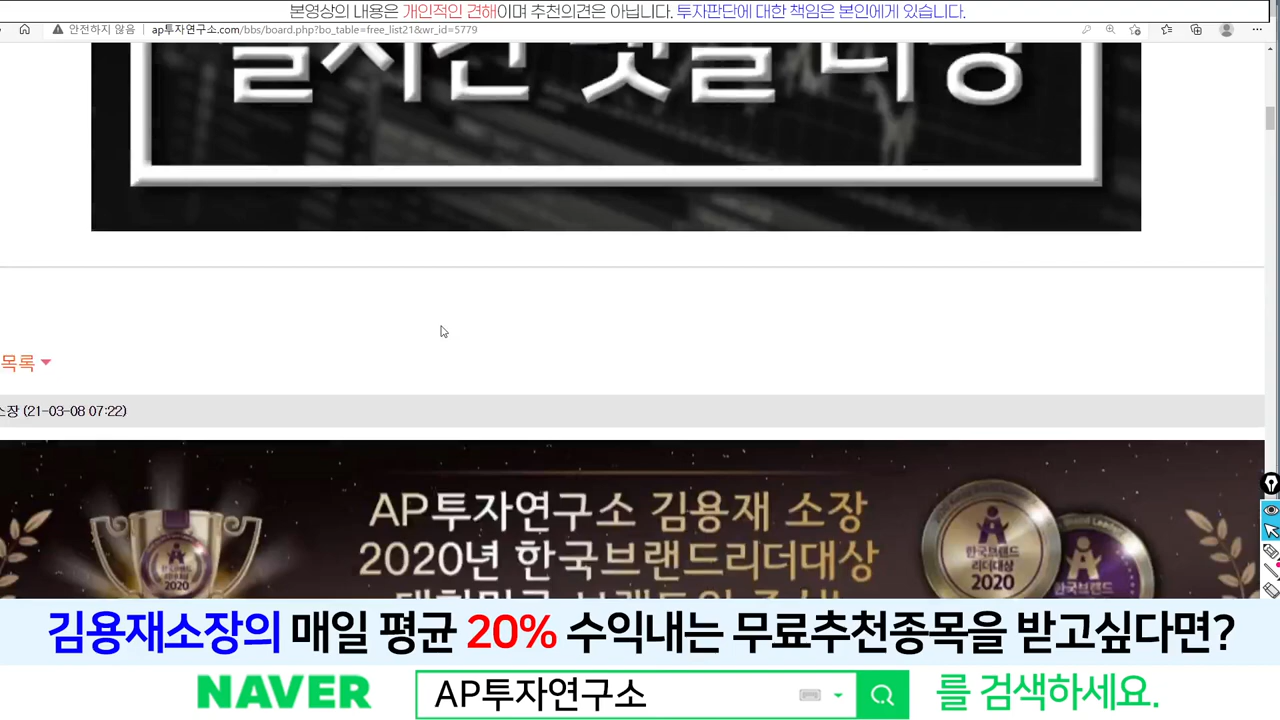 본영상의 내용은 개인적인 견해이며 추천의견은 아닙니다. 투자판단에 대한 책임은 본인에게 있습니다.
안전하지 않음 ap투자연구소.com/bbs/board.php?bo_table=free_list21&wr_id=5779
실시간 댓글
목록
소장 (21-03-08 07:22)
AP투자연구소 김용재 소장
2020년 한국브랜드리더대상
한국브랜드
리더대상
2020
한국브랜드
김용재소장의 매일 평균 20% 수익내는 무료추천종목을 받고싶다면?
NAVER AP투자연구소 를 검색하세요.